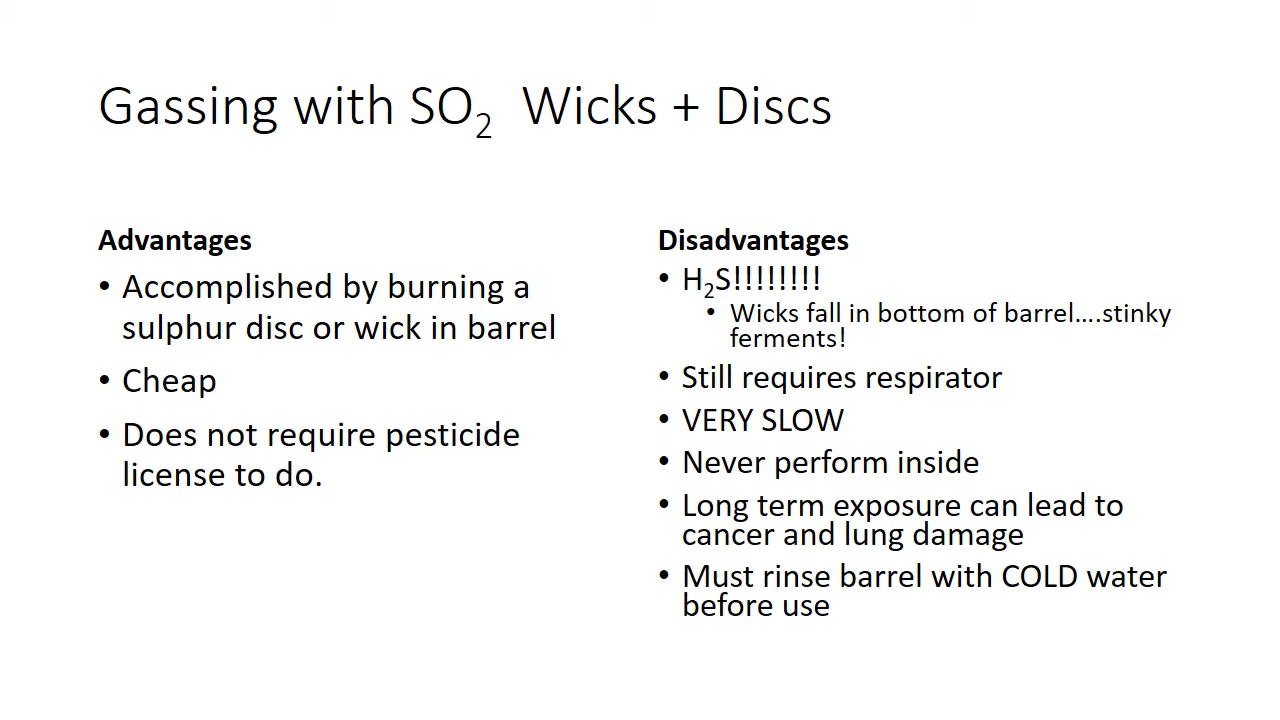 Gassing with SO₂ Wicks + Discs
Advantages
• Accomplished by burning a
sulphur disc or wick in barrel
• Cheap
• Does not require pesticide
license to do.
Disadvantages
• H₂S!!!!!!!!
• Wicks fall in bottom of barrel….stinky
ferments!
• Still requires respirator
• VERY SLOW
• Never perform inside
• Long term exposure can lead to
cancer and lung damage
• Must rinse barrel with COLD water
before use